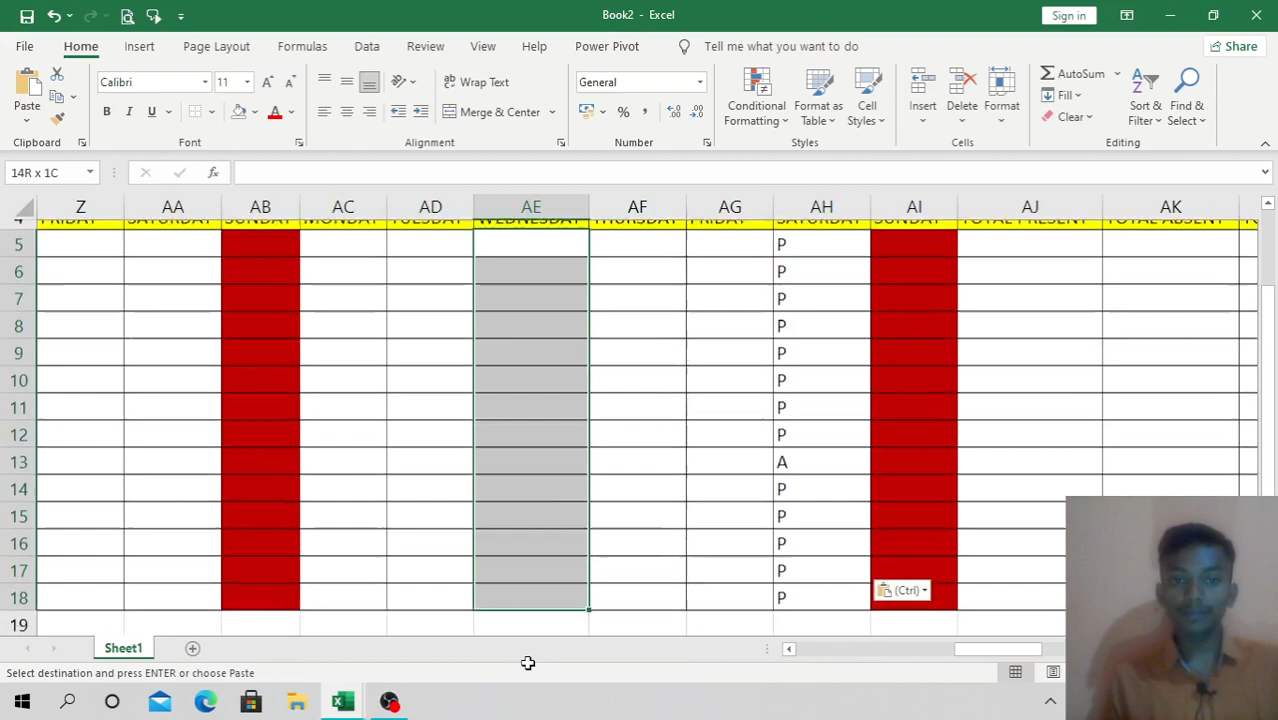 Book2 - Excel
Sign in
File Home Insert Page Layout Formulas Data Review View Help Power Pivot Tell me what you want to do Share
Paste
Calibri 11
Wrap Text
General
Merge & Center
Conditional Formatting
Format as Table
Cell Styles
Insert Delete Format
AutoSum
Fill
Clear
Sort & Filter
Find & Select
Clipboard Font Alignment Number Styles Cells Editing
14R x 1C
fx
Z AA AB AC AD AE AF AG AH AI AJ AK
4 FRIDAY SATURDAY SUNDAY MONDAY TUESDAY WEDNESDAY THURSDAY FRIDAY SATURDAY SUNDAY TOTAL PRESENT TOTAL ABSENT
5 P
6 P
7 P
8 P
9 P
10 P
11 P
12 P
13 A
14 P
15 P
16 P
17 P
18 P
(Ctrl)
19
Sheet1
Select destination and press ENTER or choose Paste